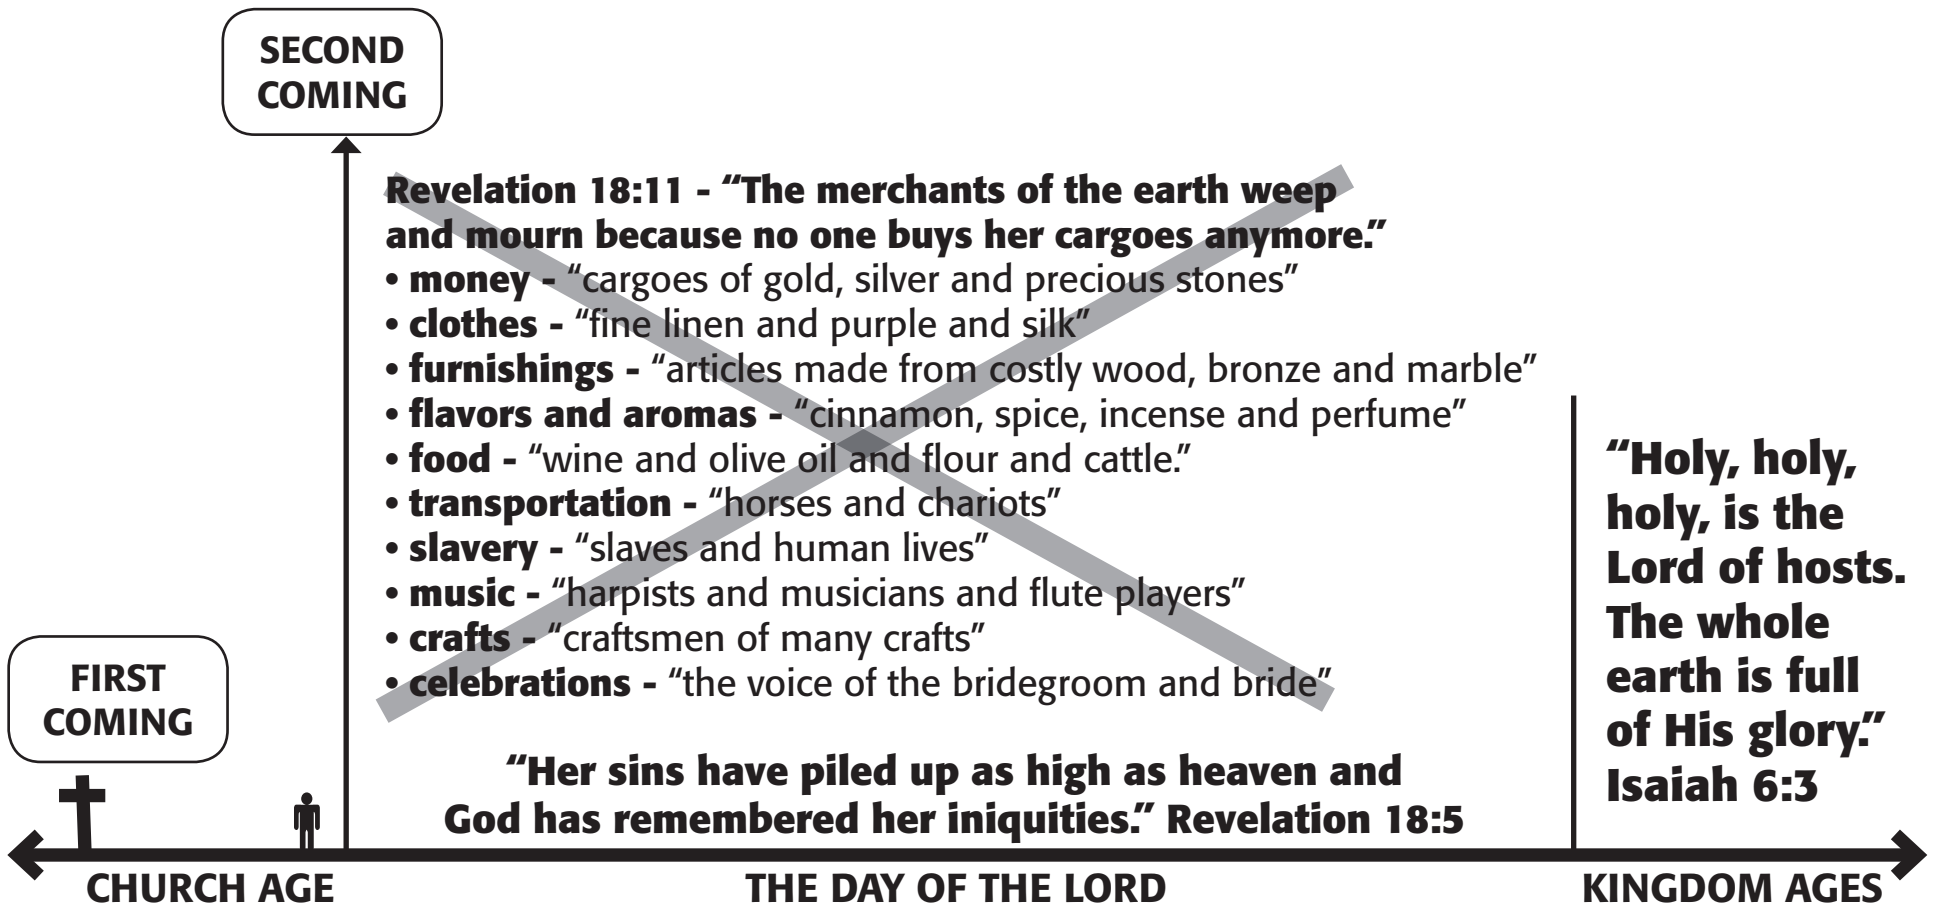 SECOND
COMING
Revelation 18:11 - “The merchants of the earth weep
and mourn because no one buys her cargoes anymore.”
• money - “cargoes of gold, silver and precious stones”
• clothes - “fine linen and purple and silk”
• furnishings - “articles made from costly wood, bronze and marble”
• flavors and aromas - “cinnamon, spice, incense and perfume”
• food - “wine and olive oil and flour and cattle.”
• transportation - “horses and chariots”
• slavery - “slaves and human lives”
• music - “harpists and musicians and flute players”
• crafts - “craftsmen of many crafts”
• celebrations - “the voice of the bridegroom and bride”
“Her sins have piled up as high as heaven and
God has remembered her iniquities.” Revelation 18:5
“Holy, holy,
holy, is the
Lord of hosts.
The whole
earth is full
of His glory.”
Isaiah 6:3
FIRST
COMING
CHURCH AGE
THE DAY OF THE LORD
KINGDOM AGES